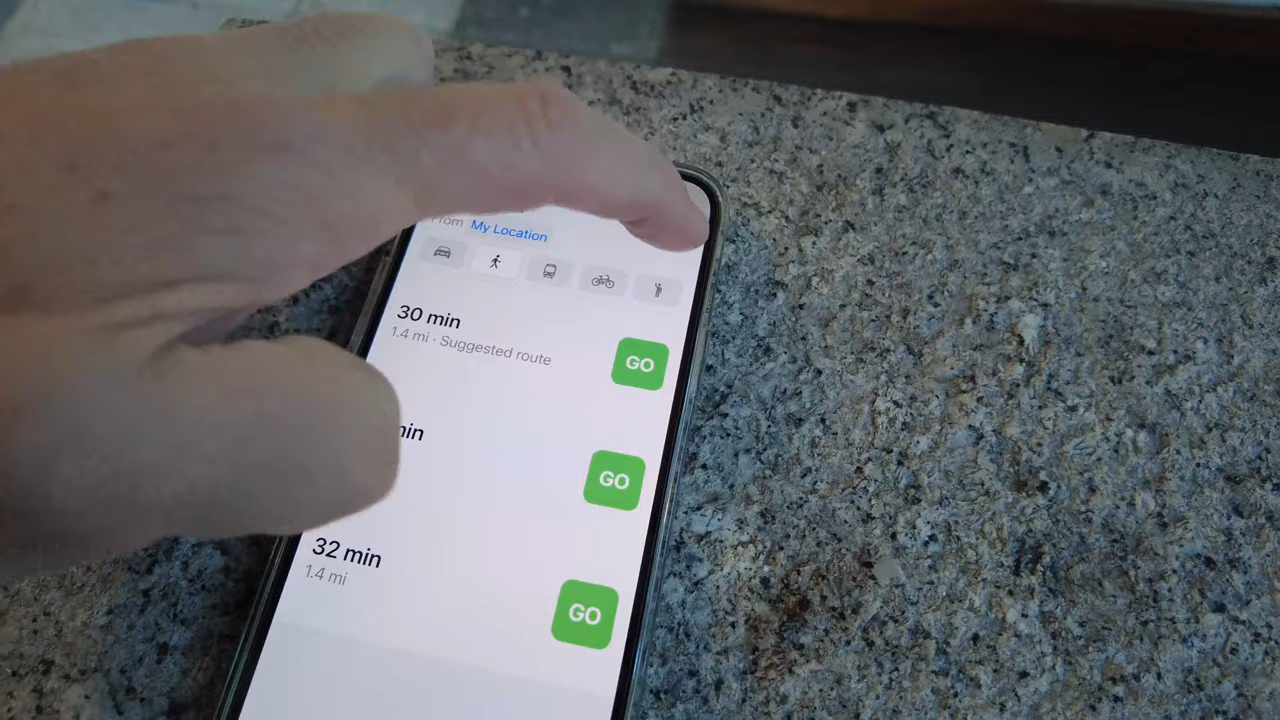 From My Location
30 min
1.4 mi · Suggested route
GO
min
GO
32 min
1.4 mi
GO